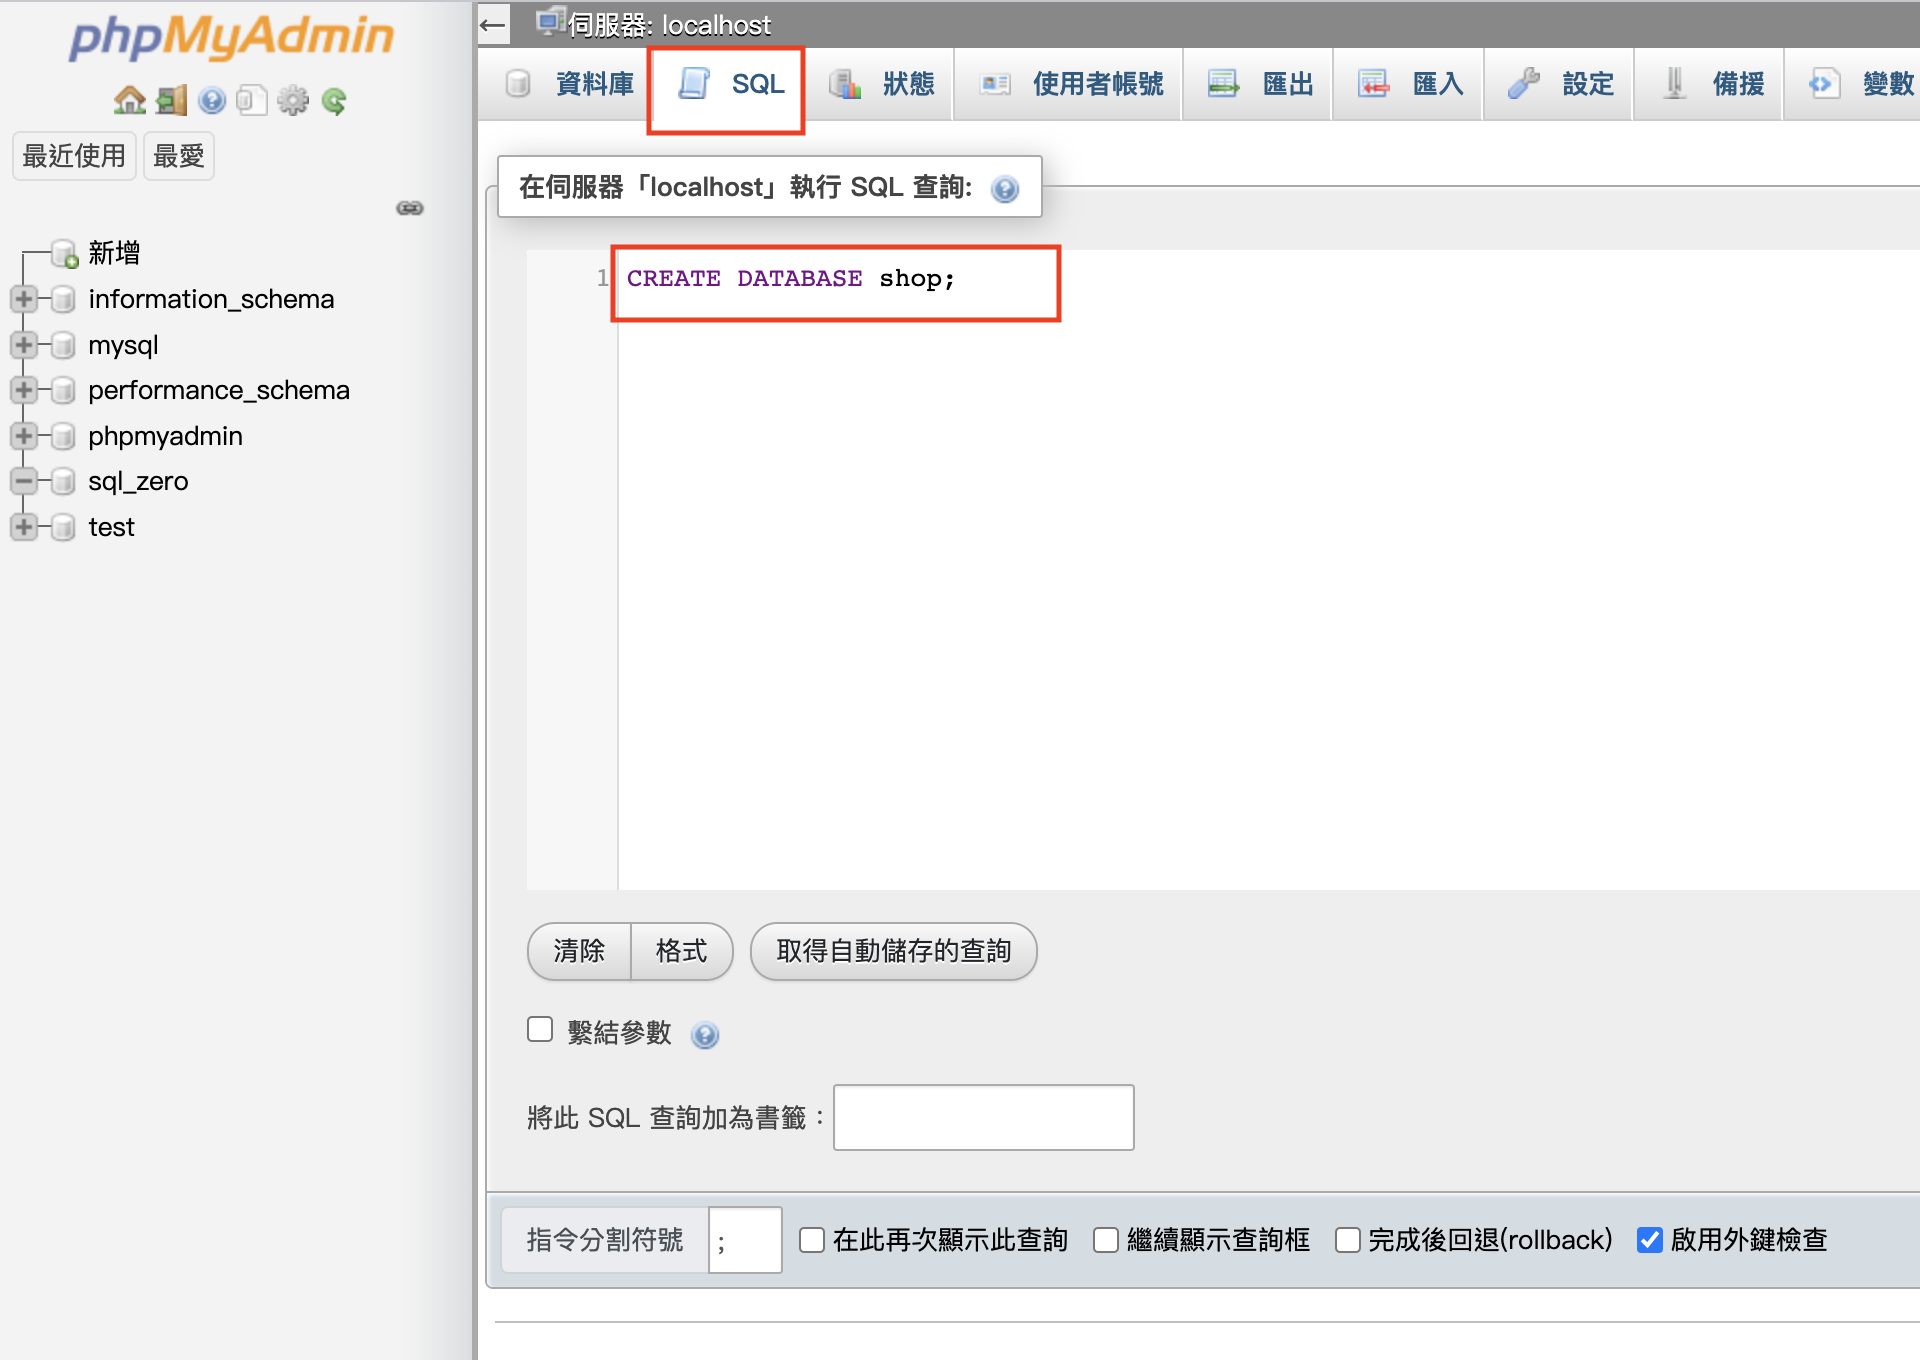 phpMyAdmin
最近使用 最愛
新增
information_schema
mysql
performance_schema
phpmyadmin
sql_zero
test
伺服器: localhost
資料庫 SQL 狀態 使用者帳號 匯出 匯入 設定 備援 變數
在伺服器「localhost」執行 SQL 查詢:
1 CREATE DATABASE shop;
清除 格式 取得自動儲存的查詢
繫結參數
將此 SQL 查詢加為書籤：
指令分割符號 ; 在此再次顯示此查詢 繼續顯示查詢框 完成後回退(rollback) 啟用外鍵檢查